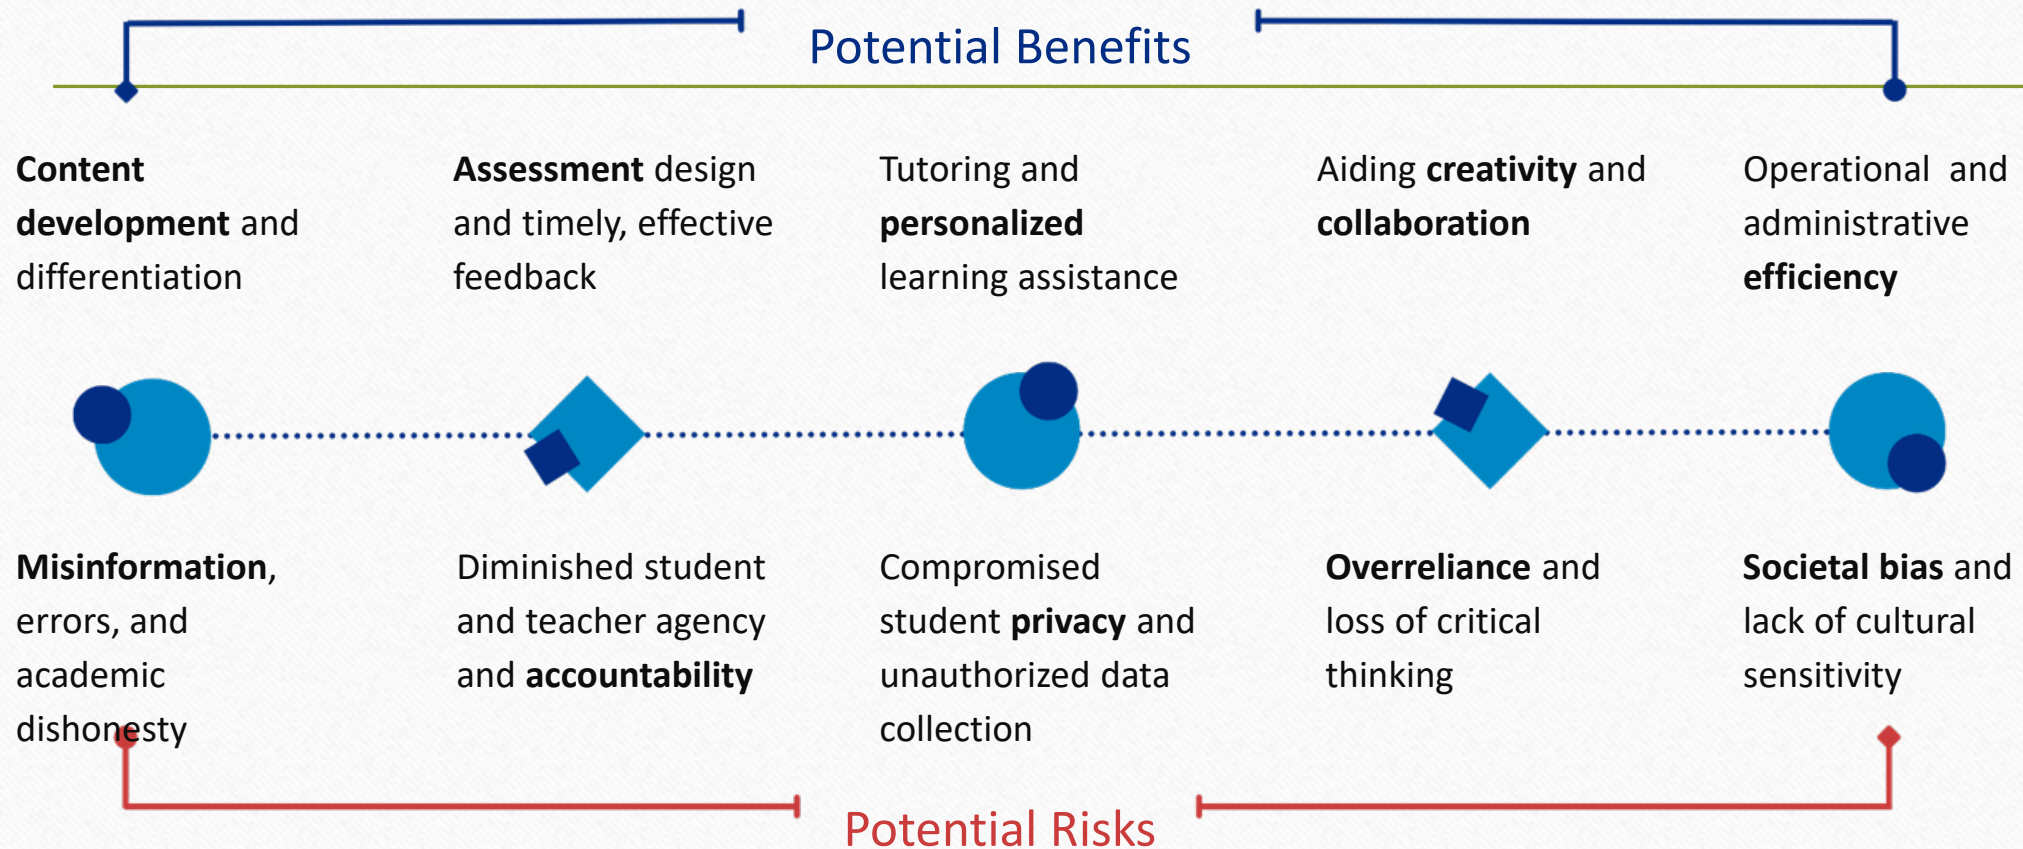 Potential Benefits
Content
development and
differentiation
Assessment design
and timely, effective
feedback
Tutoring and
personalized
learning assistance
Aiding creativity and
collaboration
Operational and
administrative
efficiency
Misinformation,
errors, and
academic
dishonesty
Diminished student
and teacher agency
and accountability
Compromised
student privacy and
unauthorized data
collection
Overreliance and
loss of critical
thinking
Societal bias and
lack of cultural
sensitivity
Potential Risks